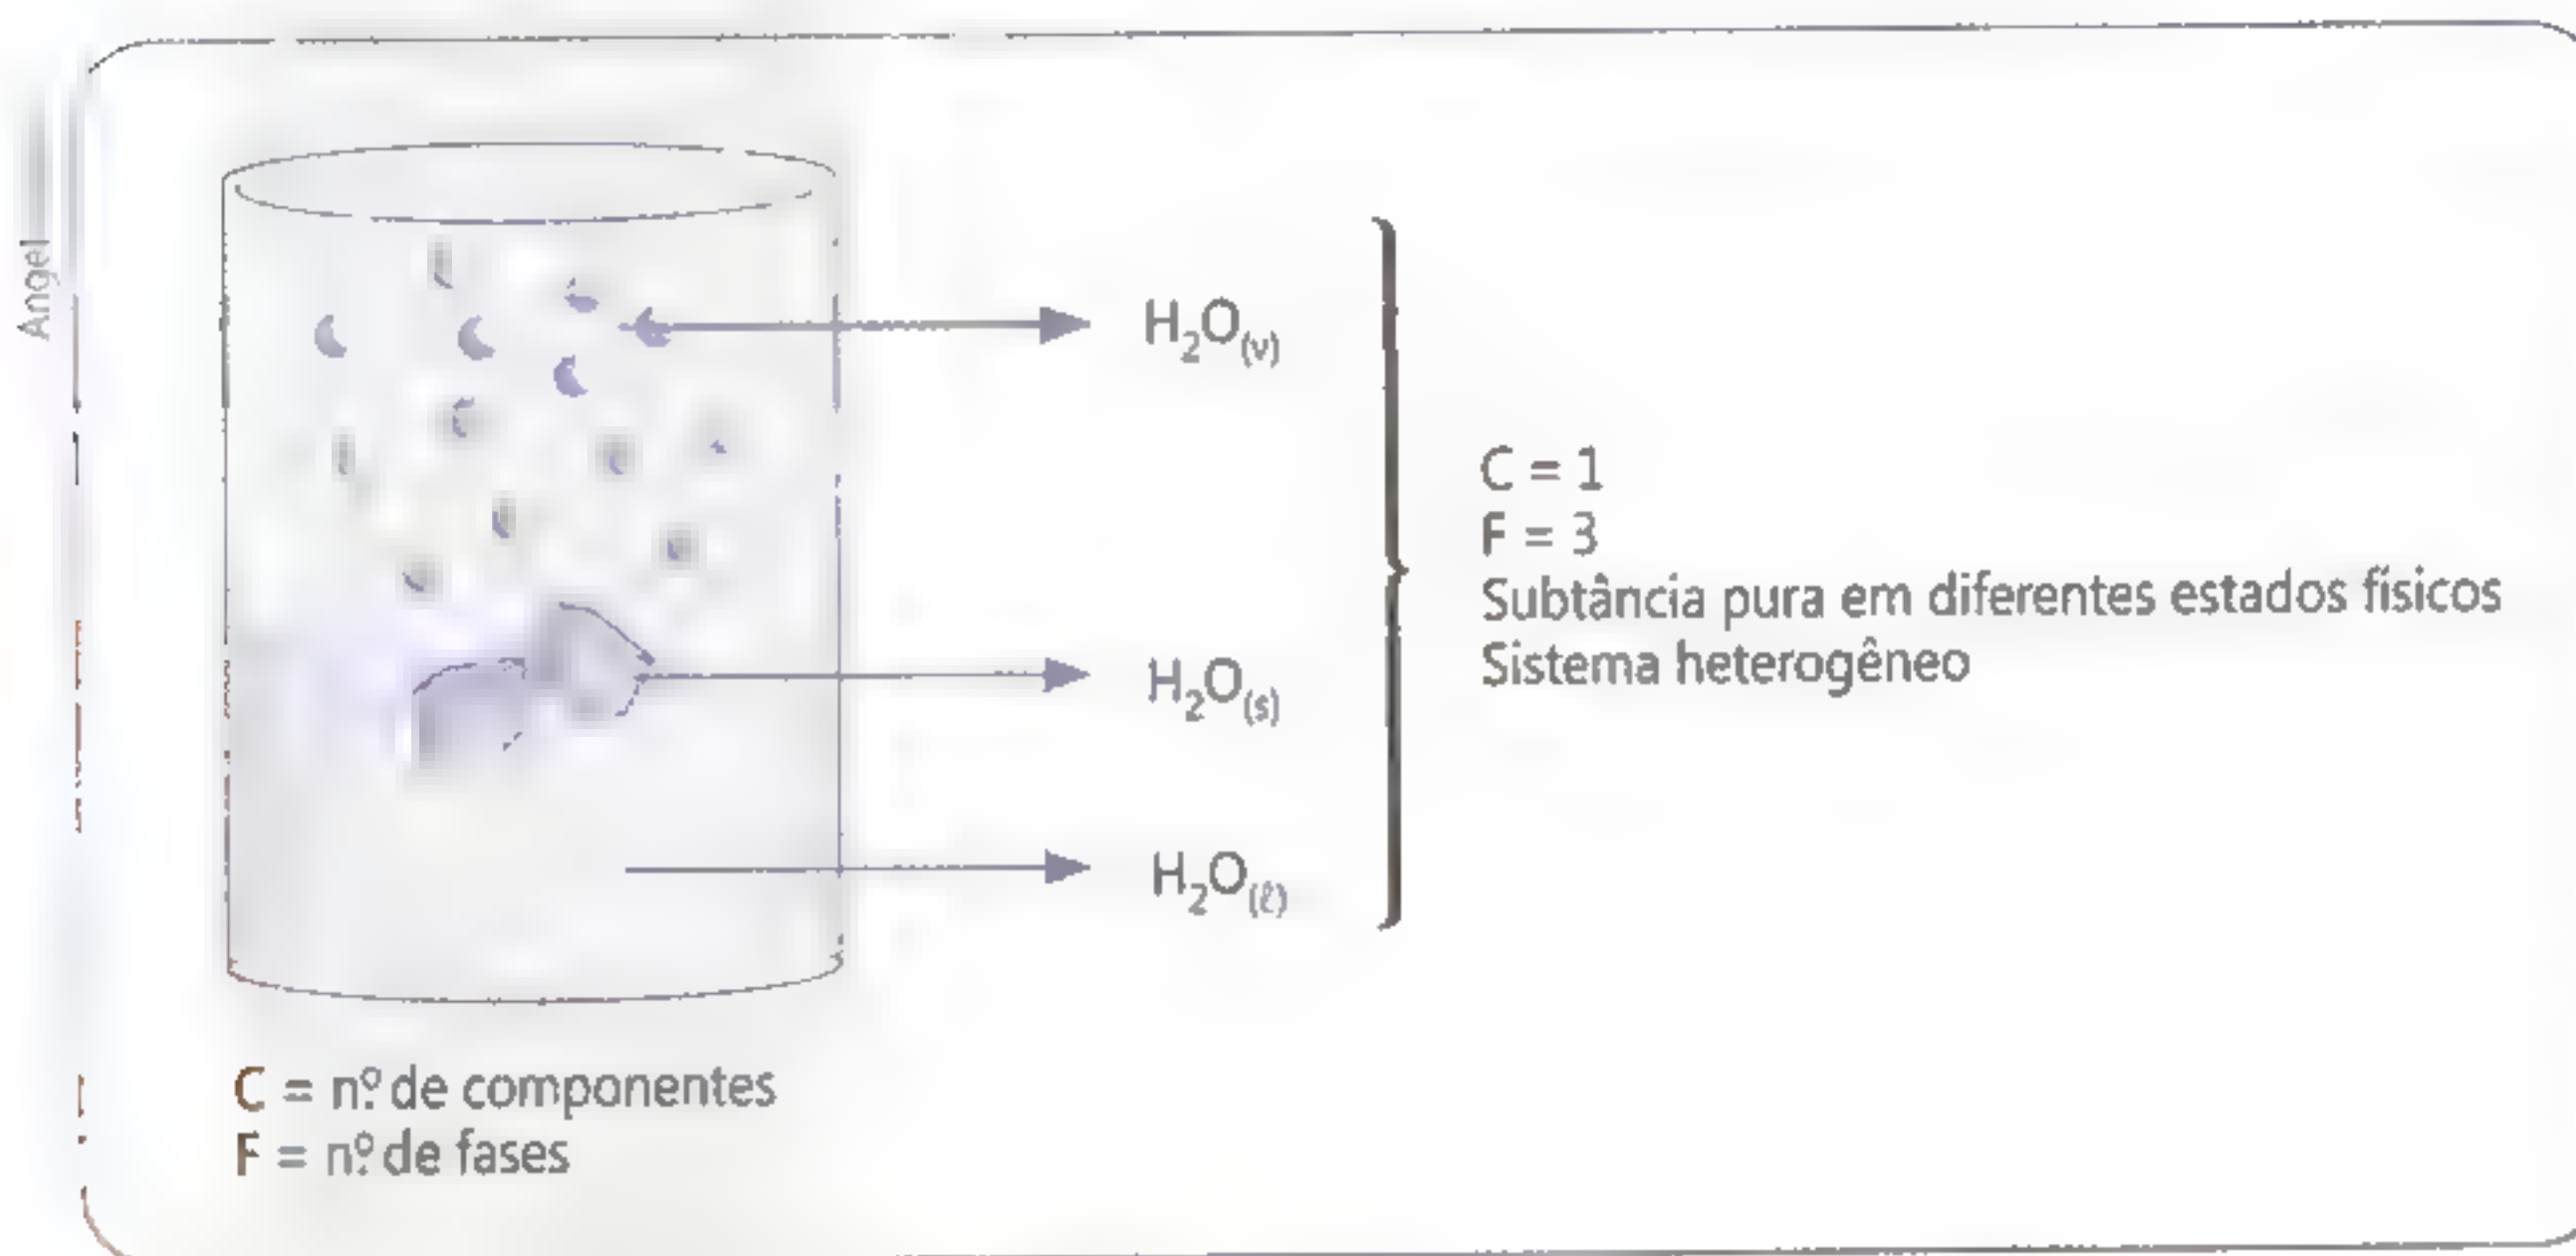 Angel
H₂O₍ᵥ₎
C = 1
F = 3
Subtância pura em diferentes estados físicos
Sistema heterogêneo
H₂O₍ₛ₎
H₂O₍ℓ₎
C = nº de componentes
F = nº de fases